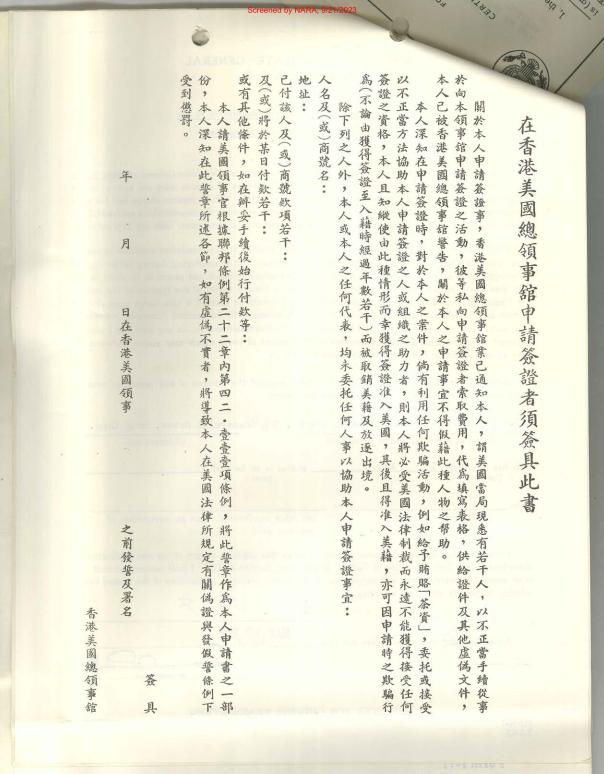 Screened by NARA, 9/21/2023
在香港美國總領事舘申請簽證者須簽具此書
關於本人申請簽證事，香港美國總領事舘業已通知本人，謂美國當局現悉有若干人，以不正當手續從事
於向本領事舘申請簽證之活動，彼等私向申請簽證者索取費用，代爲填寫表格，供給證件及其他虛偽文件，
本人已被香港美國總領事舘警告，關於本人之申請事宜不得假藉此種人物之幫助。
本人深知在申請簽證時，對於本人之案件，倘有利用任何欺騙活動，例如給予賄賂「茶資」，委托或接受
以不正當方法協助本人申請簽證之人或組織之助力者，則本人將必受美國法律制裁而永遠不能獲得接受任何
簽證之資格，本人且知縱使由此種情形而幸獲得簽證准入美國，其後且得准入美籍，亦可因申請時之欺騙行
爲(不論由獲得簽證至入籍時經過年數若干)而被取銷美籍及放逐出境。
除下列之人外，本人或本人之任何代表，均未委托任何人事以協助本人申請簽證事宜：
人名及(或)商號名：
地址：
已付該人及(或)商號欵項若干：
及(或)將於某日付欵若干：
或有其他條件，如在辦妥手續後始行付欵等：
本人請美國領事官根據聯邦條例第二十二章內第四二·壹壹壹項條例，將此誓章作爲本人申請書之一部
份，本人深知在此誓章所述各節，如有虛偽不實者，將導致本人在美國法律所規定有關偽證與發假誓條例下
受到懲罰。
年 月 日在香港美國領事 之前發誓及署名
簽具
香港美國總領事舘